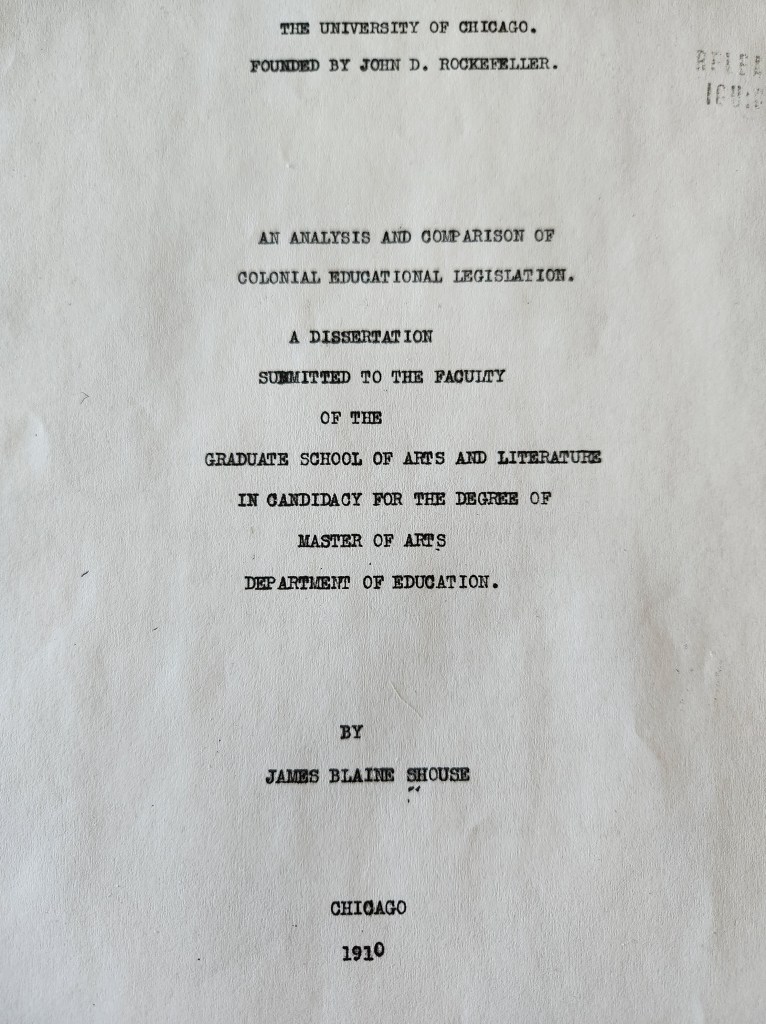 THE UNIVERSITY OF CHICAGO.
FOUNDED BY JOHN D. ROCKEFELLER.
AN ANALYSIS AND COMPARISON OF
COLONIAL EDUCATIONAL LEGISLATION.
A DISSERTATION
SUBMITTED TO THE FACULTY
OF THE
GRADUATE SCHOOL OF ARTS AND LITERATURE
IN CANDIDACY FOR THE DEGREE OF
MASTER OF ARTS
DEPARTMENT OF EDUCATION.
BY
JAMES BLAINE SHOUSE
CHICAGO
1910